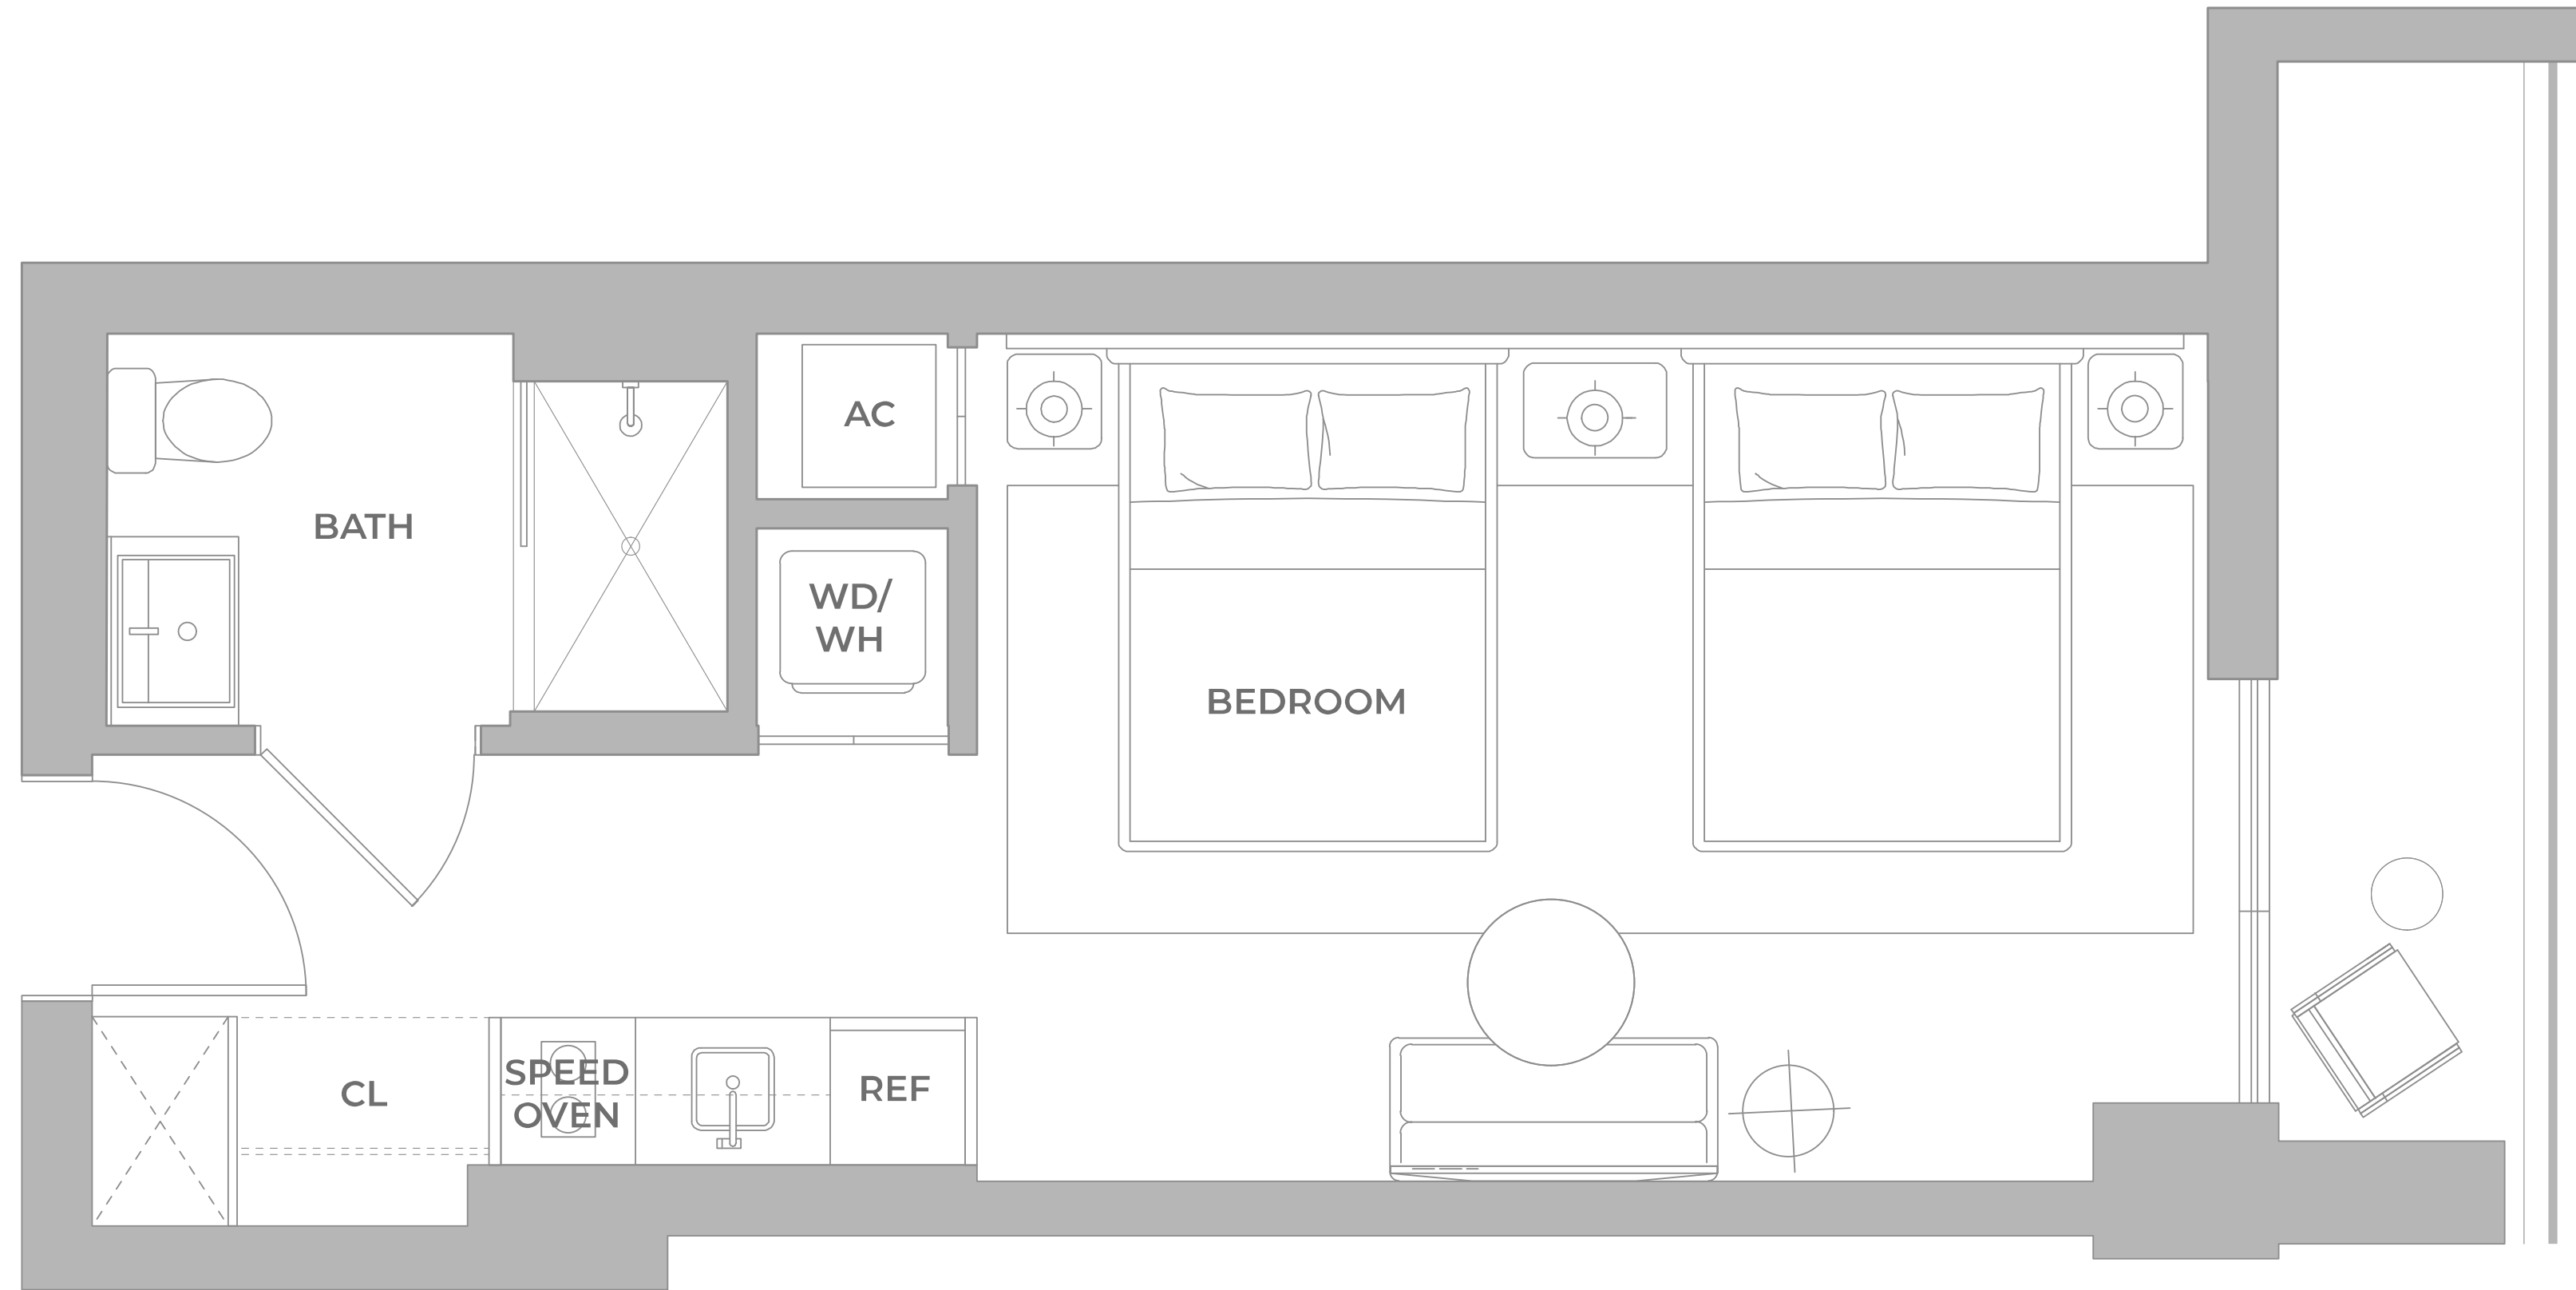 AC
BATH
WD/
WH
BEDROOM
SPEED
OVEN
CL
REF